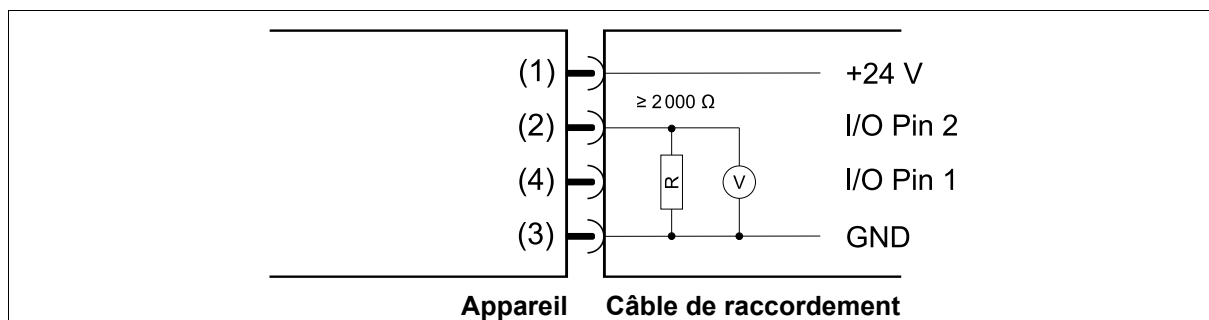 (1) +24 V
≥ 2 000 Ω
(2) I/O Pin 2
(4) R V I/O Pin 1
(3) GND
Appareil Câble de raccordement